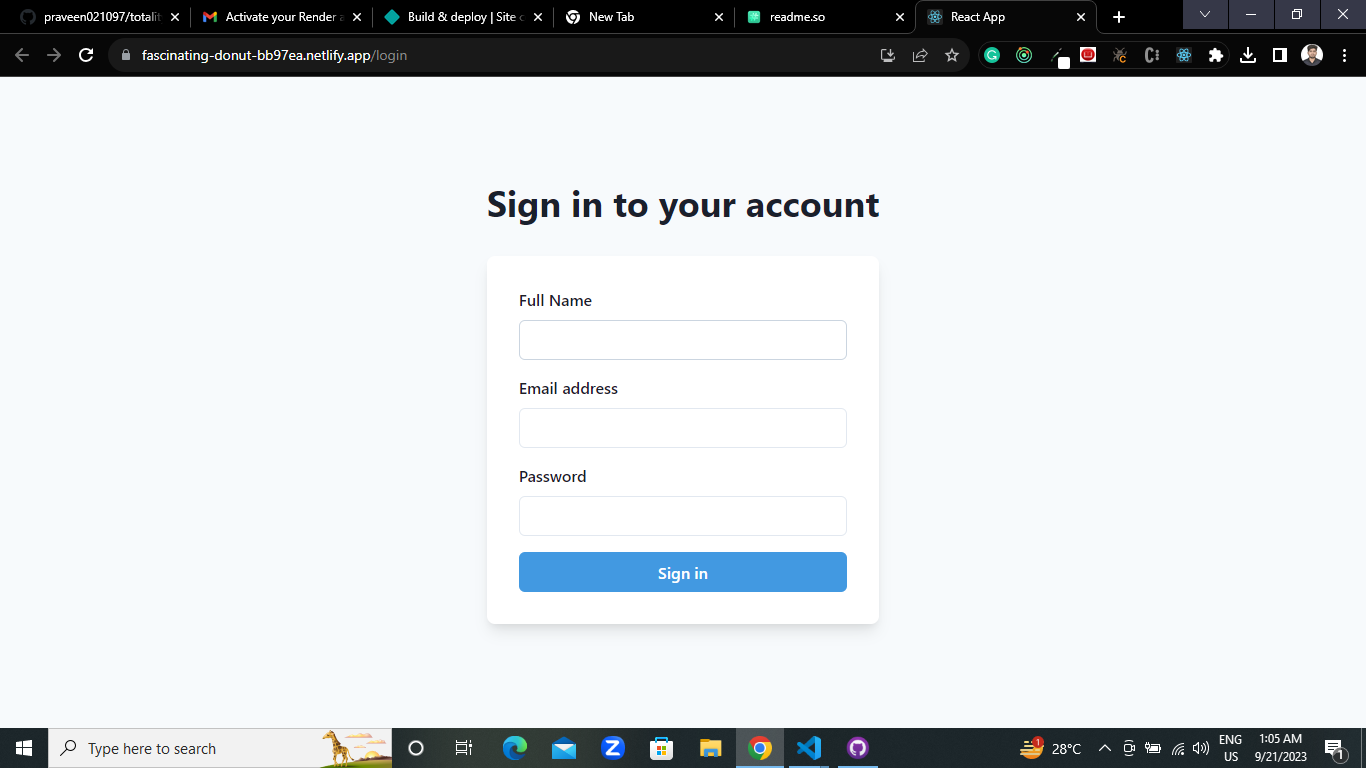 praveen021097/totalit
Activate your Render a
Build & deploy | Site c
New Tab
readme.so
React App
fascinating-donut-bb97ea.netlify.app/login
Sign in to your account
Full Name
Email address
Password
Sign in
Type here to search
1
28°C
ENG
US
1:05 AM
9/21/2023
1